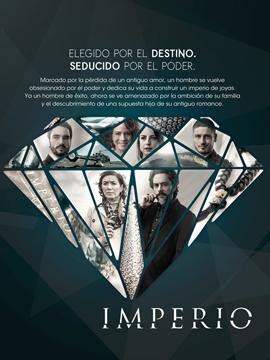 ELEGIDO POR EL DESTINO.
SEDUCIDO POR EL PODER.
Marcado por la pérdida de un antiguo amor, un hombre se vuelve
obsesionado por el poder y dedica su vida a construir un imperio de joyas.
Ya un hombre de éxito, ahora se ve amenazado por la ambición de su familia
y el descubrimiento de una supuesta hija de su antiguo romance.
IMPERIO
IMPERIO